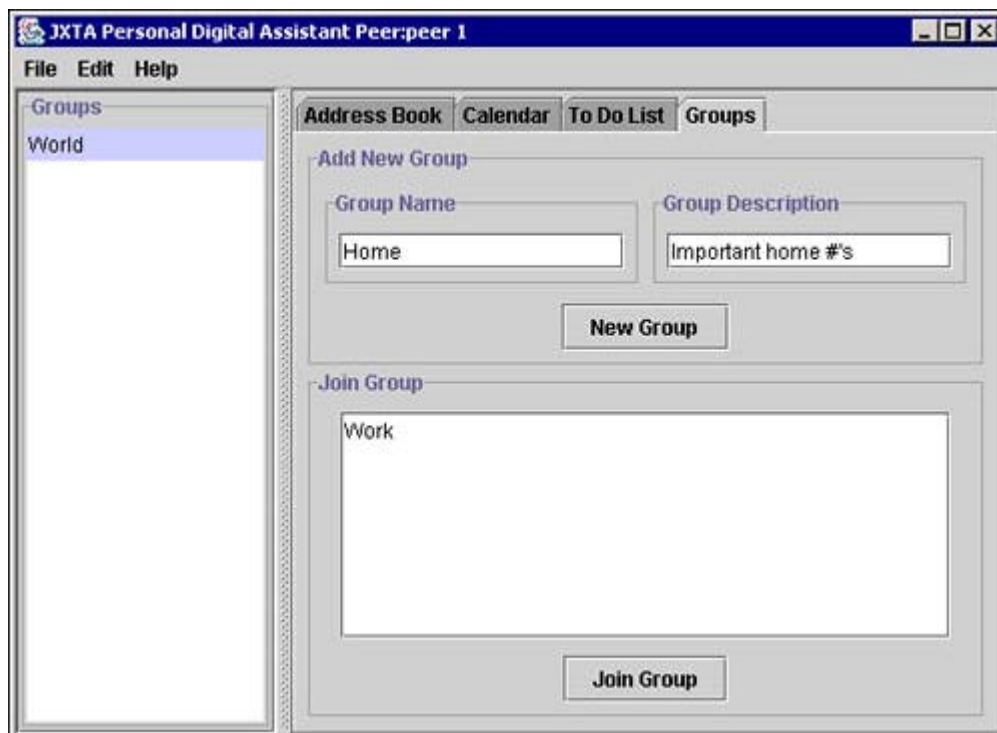 JXTA Personal Digital Assistant Peer:peer 1
File Edit Help
Groups
World
Address Book Calendar To Do List Groups
Add New Group
Group Name Group Description
Home Important home #'s
New Group
Join Group
Work
Join Group